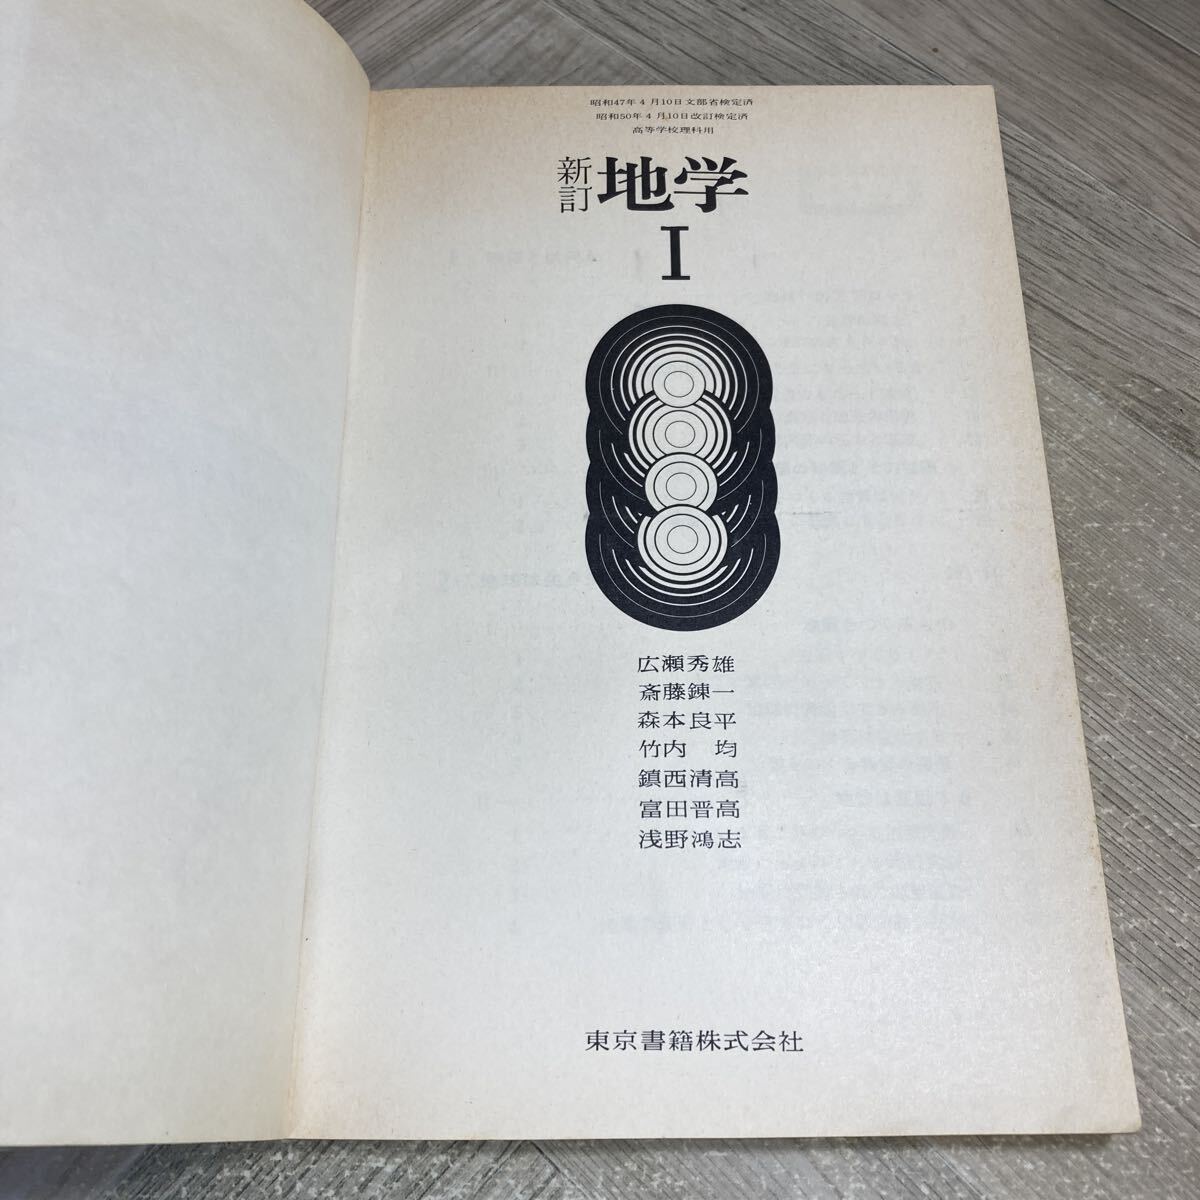 昭和47年4月10日文部省検定済
昭和50年4月10日改訂検定済
高等学校理科用
新訂 地学
I
広瀬秀雄
斎藤錬一
森本良平
竹内 均
鎮西清高
富田晋高
浅野鴻志
東京書籍株式会社